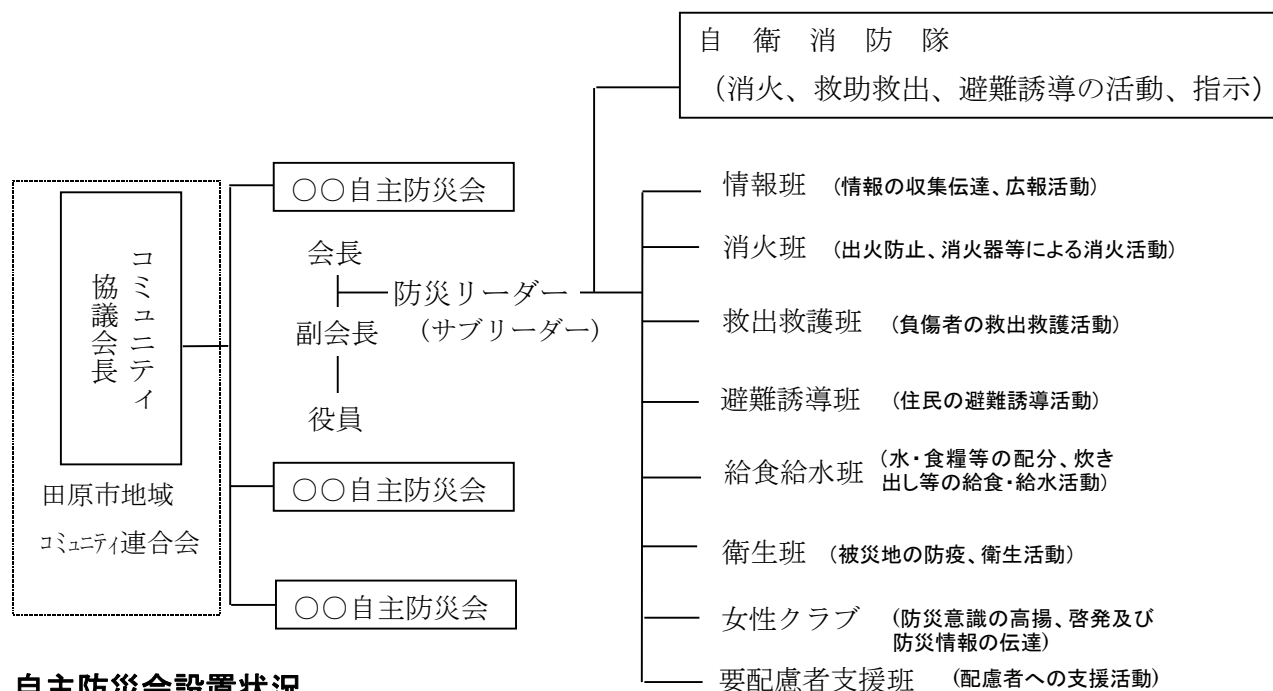 自衛消防隊
（消火、救助救出、避難誘導の活動、指示）
コミュニティ
協議会長
田原市地域
コミュニティ連合会
○○自主防災会
会長
副会長
役員
防災リーダー
（サブリーダー）
○○自主防災会
○○自主防災会
情報班 （情報の収集伝達、広報活動）
消火班 （出火防止、消火器等による消火活動）
救出救護班 （負傷者の救出救護活動）
避難誘導班 （住民の避難誘導活動）
給食給水班 （水・食糧等の配分、炊き
出し等の給食・給水活動）
衛生班 （被災地の防疫、衛生活動）
女性クラブ （防災意識の高揚、啓発及び
防災情報の伝達）
要配慮者支援班 （配慮者への支援活動）
自主防災会設置状況